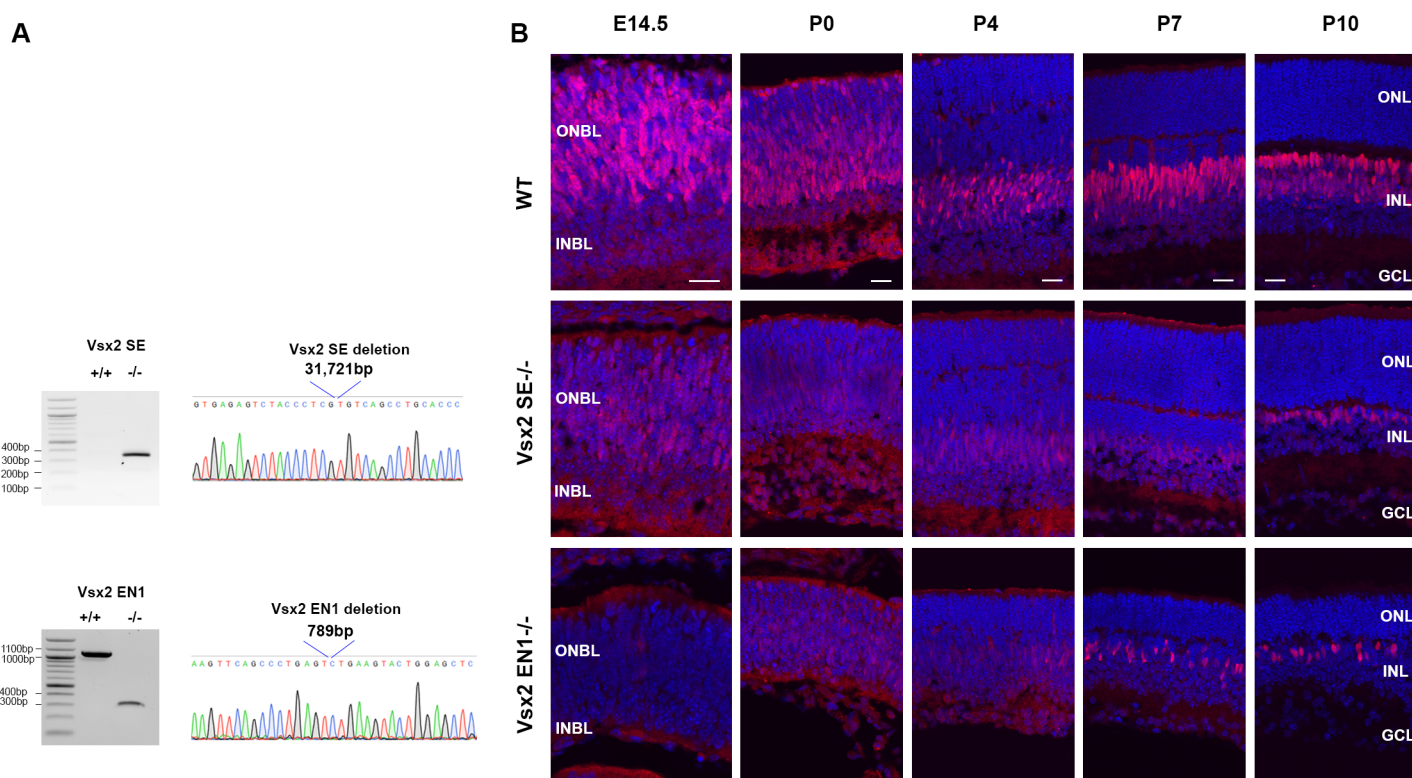 A
Vsx2 SE
+/+ -/-
400bp
300bp
200bp
100bp
Vsx2 SE deletion
31,721bp
GTGAGAGTCTACCCTCGTGTCAGCCTGCACCC
Vsx2 EN1
+/+ -/-
1100bp
1000bp
400bp
300bp
Vsx2 EN1 deletion
789bp
AAGTTCAGCCCTGAGTCTGAAGTACTGGAGCTC
B
E14.5 P0 P4 P7 P10
WT
ONBL
INBL
ONL
INL
GCL
Vsx2 SE-/-
ONBL
INBL
ONL
INL
GCL
Vsx2 EN1-/-
ONBL
INBL
ONL
INL
GCL